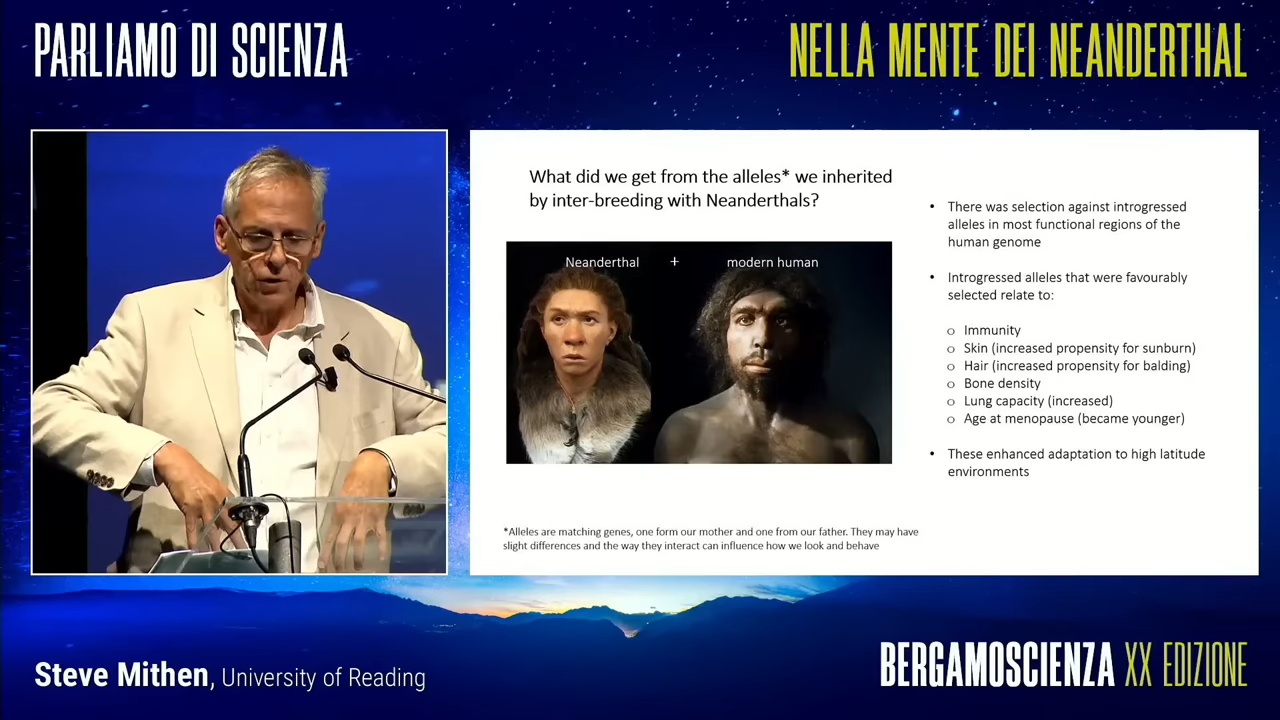 PARLIAMO DI SCIENZA
NELLA MENTE DEI NEANDERTHAL
What did we get from the alleles* we inherited
by inter-breeding with Neanderthals?
Neanderthal + modern human
• There was selection against introgressed
alleles in most functional regions of the
human genome
• Introgressed alleles that were favourably
selected relate to:
o Immunity
o Skin (increased propensity for sunburn)
o Hair (increased propensity for balding)
o Bone density
o Lung capacity (increased)
o Age at menopause (became younger)
• These enhanced adaptation to high latitude
environments
*Alleles are matching genes, one form our mother and one from our father. They may have
slight differences and the way they interact can influence how we look and behave
Steve Mithen, University of Reading
BERGAMOSCIENZA XX EDIZIONE